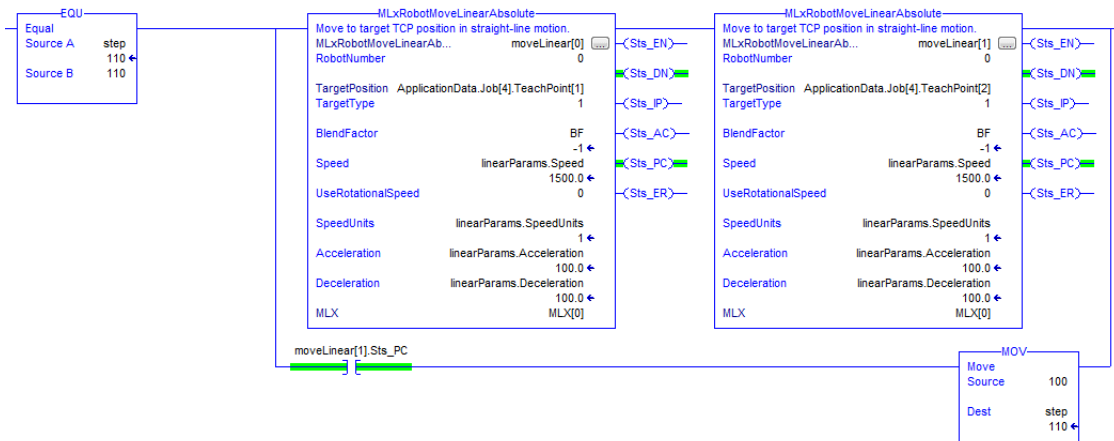 EQU
Equal
Source A step
110
Source B 110
MLxRobotMoveLinearAbsolute
Move to target TCP position in straight-line motion.
MLxRobotMoveLinearAb... moveLinear[0] ...
RobotNumber 0
TargetPosition ApplicationData.Job[4].TeachPoint[1]
TargetType 1
BlendFactor BF
-1
Speed linearParams.Speed
1500.0
UseRotationalSpeed 0
SpeedUnits linearParams.SpeedUnits
1
Acceleration linearParams.Acceleration
100.0
Deceleration linearParams.Deceleration
100.0
MLX MLX[0]
(Sts_EN)
(Sts_DN)
(Sts_IP)
(Sts_AC)
(Sts_PC)
(Sts_ER)
MLxRobotMoveLinearAbsolute
Move to target TCP position in straight-line motion.
MLxRobotMoveLinearAb... moveLinear[1] ...
RobotNumber 0
TargetPosition ApplicationData.Job[4].TeachPoint[2]
TargetType 1
BlendFactor BF
-1
Speed linearParams.Speed
1500.0
UseRotationalSpeed 0
SpeedUnits linearParams.SpeedUnits
1
Acceleration linearParams.Acceleration
100.0
Deceleration linearParams.Deceleration
100.0
MLX MLX[0]
(Sts_EN)
(Sts_DN)
(Sts_IP)
(Sts_AC)
(Sts_PC)
(Sts_ER)
moveLinear[1].Sts_PC
MOV
Move
Source 100
Dest step
110